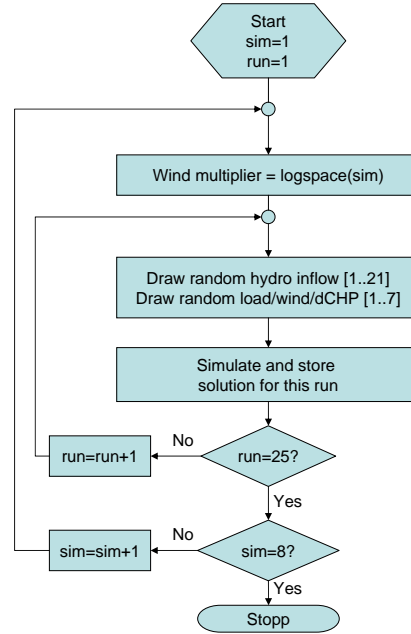 Start
sim=1
run=1
Wind multiplier = logspace(sim)
Draw random hydro inflow [1..21]
Draw random load/wind/dCHP [1..7]
Simulate and store
solution for this run
run=run+1
No
run=25?
Yes
sim=sim+1
No
sim=8?
Yes
Stopp